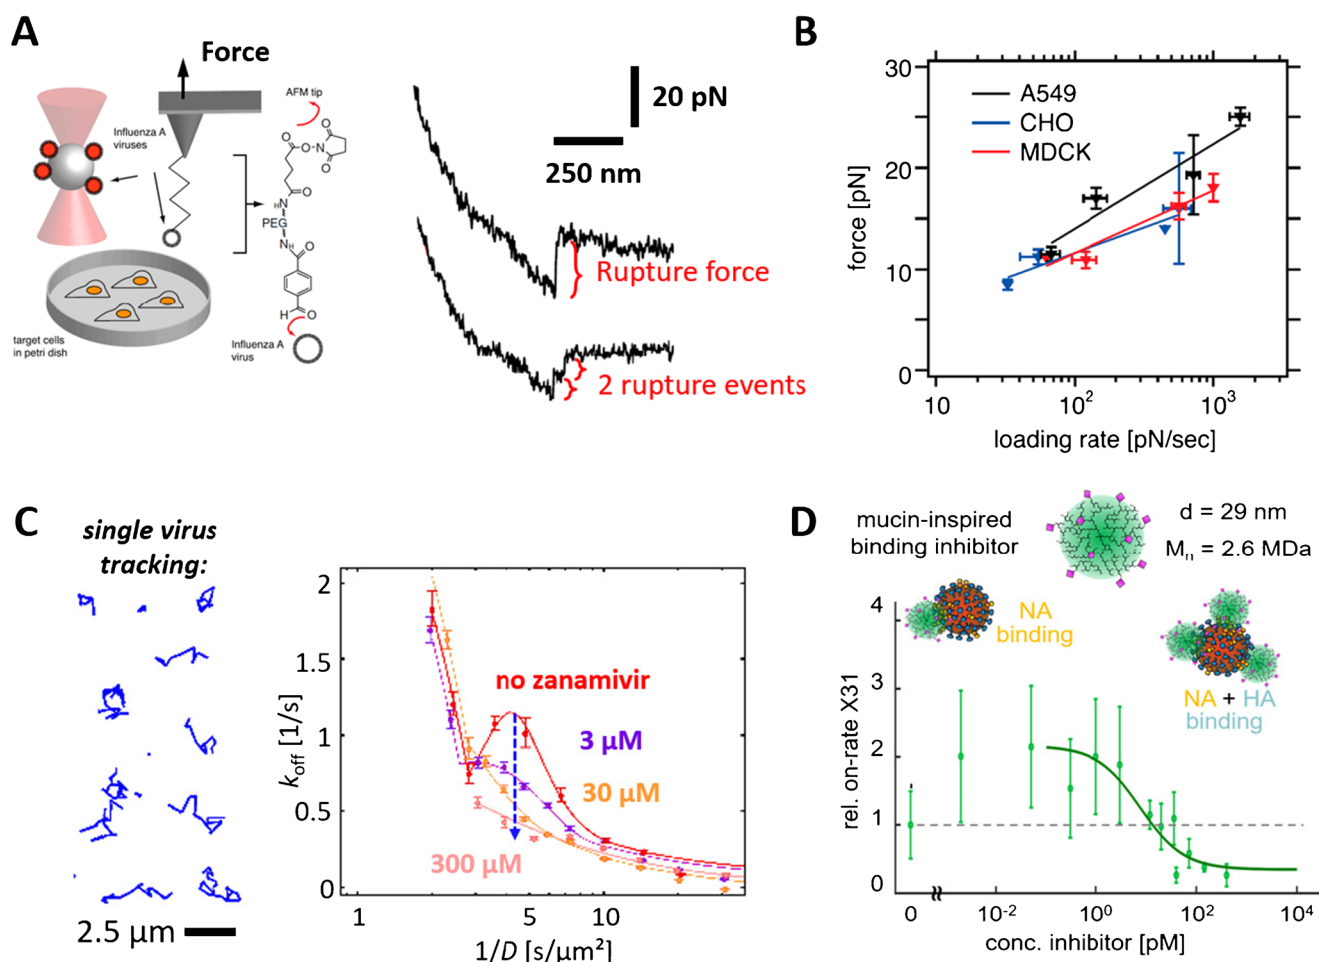 A
Force
AFM tip
Influenza A
viruses
O
O
O
N
O
O
O
HN
PEG
N
H
O
H
O
Influenza A
virus
target cells
in petri dish
20 pN
250 nm
Rupture force
2 rupture events
B
30
20
10
0
A549
CHO
MDCK
force [pN]
10
10²
10³
loading rate [pN/sec]
C
single virus
tracking:
2.5 μm
2
1.5
1
0.5
0
k_off [1/s]
no zanamivir
3 μM
30 μM
300 μM
1
5
10
1/D [s/μm²]
D
mucin-inspired
binding inhibitor
d = 29 nm
Mₙ = 2.6 MDa
NA
binding
NA + HA
binding
4
3
2
1
0
rel. on-rate X31
0
10⁻²
10⁰
10²
10⁴
conc. inhibitor [pM]